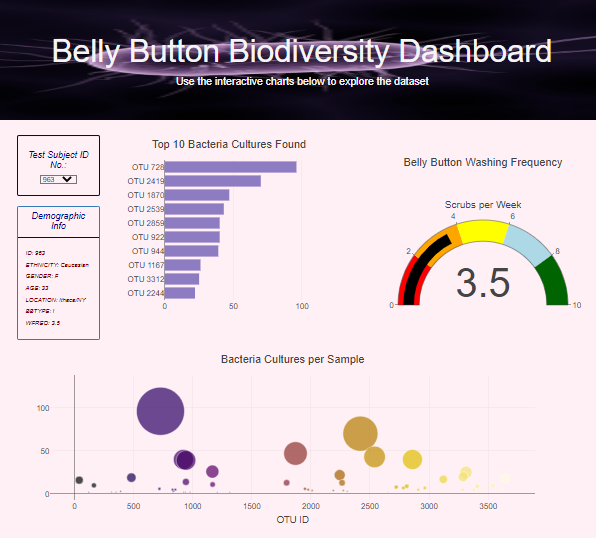 Belly Button Biodiversity Dashboard
Use the interactive charts below to explore the dataset
Test Subject ID
No.:
963
Demographic
Info
ID: 963
ETHNICITY: Caucasian
GENDER: F
AGE: 33
LOCATION: Ithaca/NY
BBTYPE: I
WFREQ: 3.5
Top 10 Bacteria Cultures Found
OTU 728
OTU 2419
OTU 1870
OTU 2539
OTU 2859
OTU 922
OTU 944
OTU 1167
OTU 3312
OTU 2244
0 50 100
Belly Button Washing Frequency
Scrubs per Week
0 2 4 6 8 10
3.5
Bacteria Cultures per Sample
100
50
0
0 500 1000 1500 2000 2500 3000 3500
OTU ID